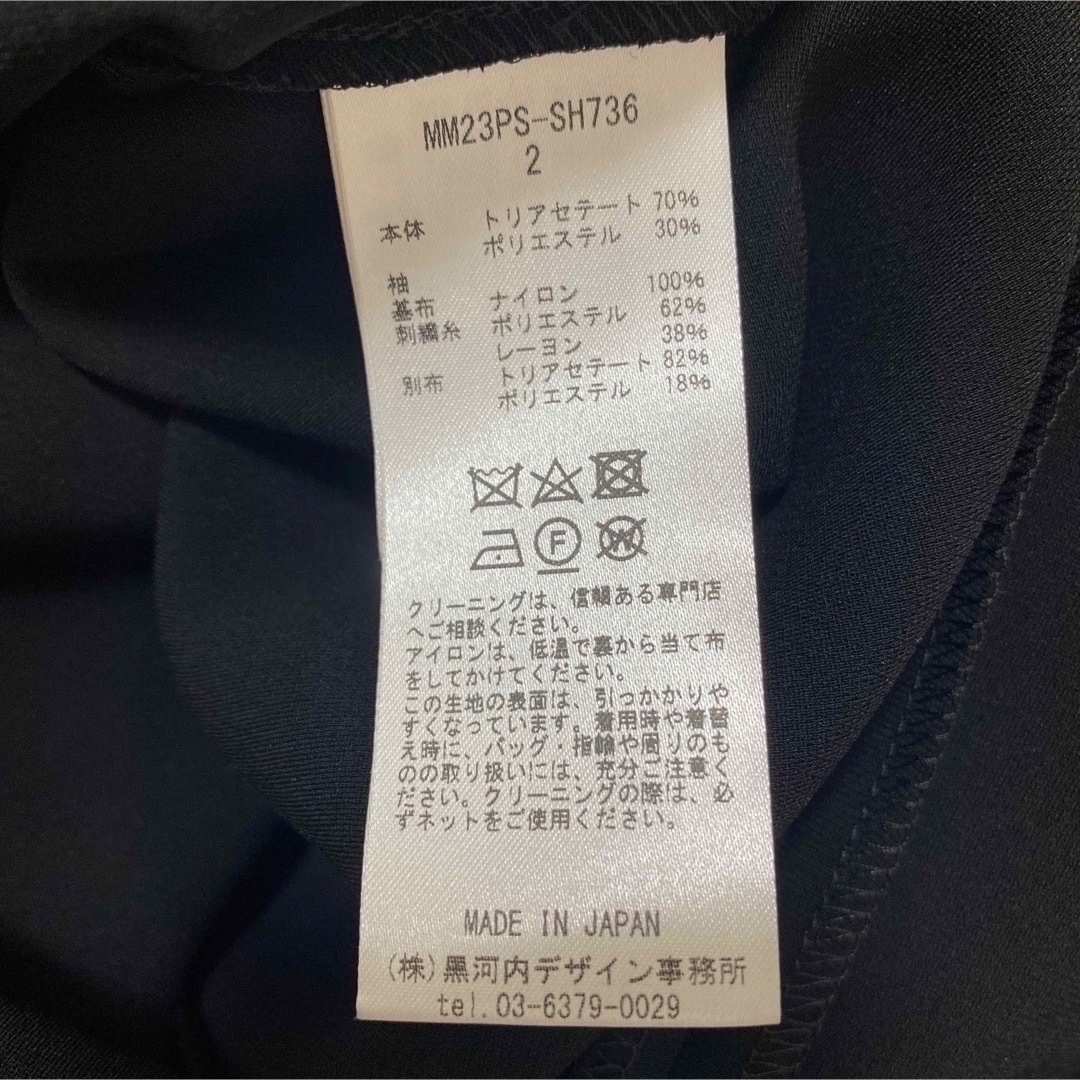 MM23PS-SH736
2
本体 トリアセテート 70%
ポリエステル 30%
袖
基布 ナイロン 100%
刺繍糸 ポリエステル 62%
レーヨン 38%
別布 トリアセテート 82%
ポリエステル 18%
F
W
クリーニングは、信頼ある専門店
へご相談ください。
アイロンは、低温で裏から当て布
をしてかけてください。
この生地の表面は、引っかかりや
すくなっています。着用時や着替
え時に、バッグ・指輪や周りのも
のの取り扱いには、充分ご注意く
ださい。クリーニングの際は、必
ずネットをご使用ください。
MADE IN JAPAN
(株)黒河内デザイン事務所
tel.03-6379-0029